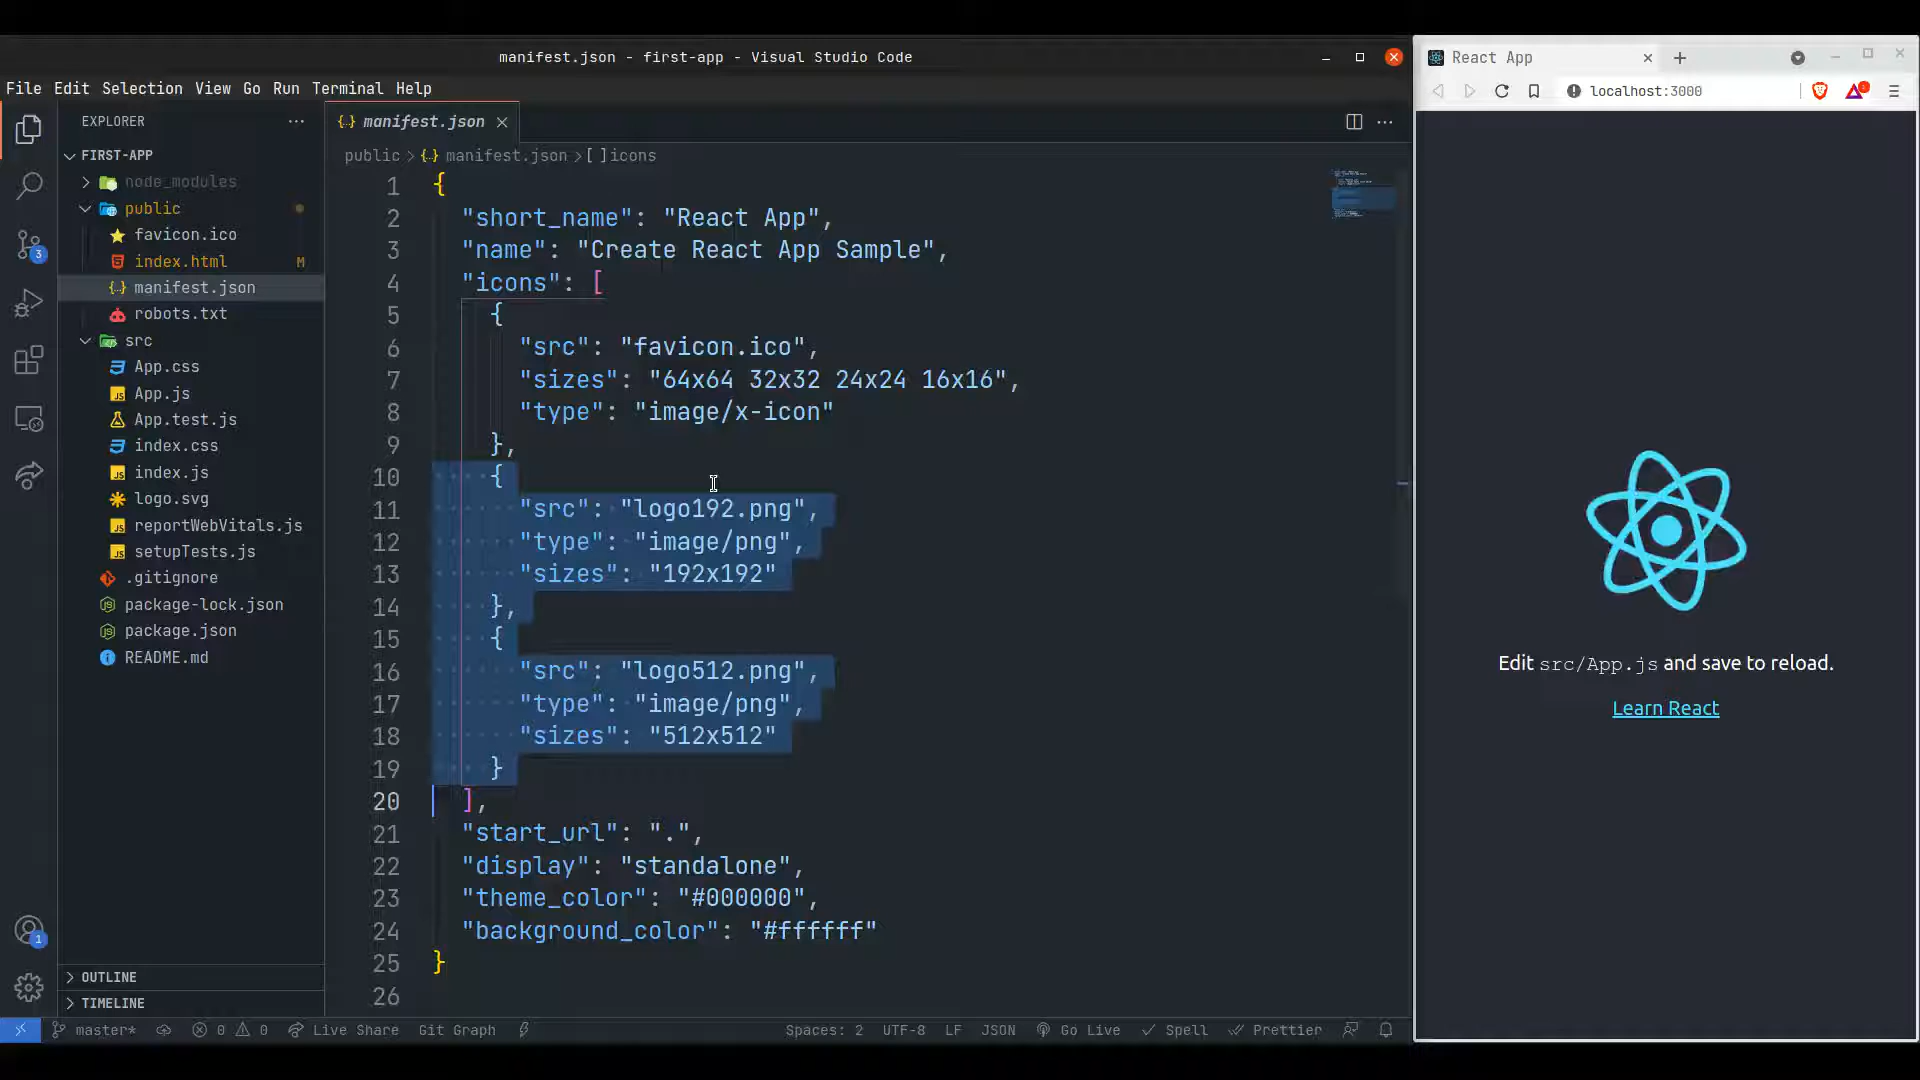 manifest.json - first-app - Visual Studio Code
File Edit Selection View Go Run Terminal Help
EXPLORER
FIRST-APP
node_modules
public
favicon.ico
index.html M
manifest.json
robots.txt
src
App.css
App.js
App.test.js
index.css
index.js
logo.svg
reportWebVitals.js
setupTests.js
.gitignore
package-lock.json
package.json
README.md
OUTLINE
TIMELINE
3
1
manifest.json
public > {..} manifest.json > [ ] icons
1 {
2 "short_name": "React App",
3 "name": "Create React App Sample",
4 "icons": [
5 {
6 "src": "favicon.ico",
7 "sizes": "64x64 32x32 24x24 16x16",
8 "type": "image/x-icon"
9 },
10 {
11 "src": "logo192.png",
12 "type": "image/png",
13 "sizes": "192x192"
14 },
15 {
16 "src": "logo512.png",
17 "type": "image/png",
18 "sizes": "512x512"
19 }
20 ],
21 "start_url": ".",
22 "display": "standalone",
23 "theme_color": "#000000",
24 "background_color": "#ffffff"
25 }
26
master* 0 0 Live Share Git Graph Spaces: 2 UTF-8 LF JSON Go Live Spell Prettier
React App
localhost:3000
Edit src/App.js and save to reload.
Learn React